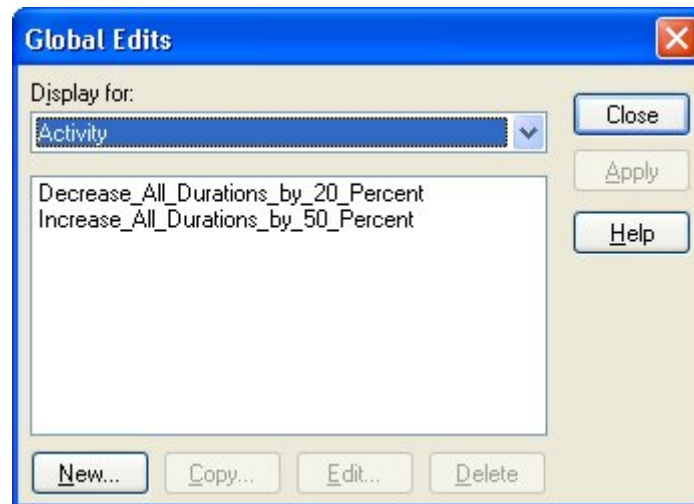 Global Edits
Display for:
Activity
Close
Apply
Decrease_All_Durations_by_20_Percent
Increase_All_Durations_by_50_Percent
Help
New...
Copy...
Edit...
Delete